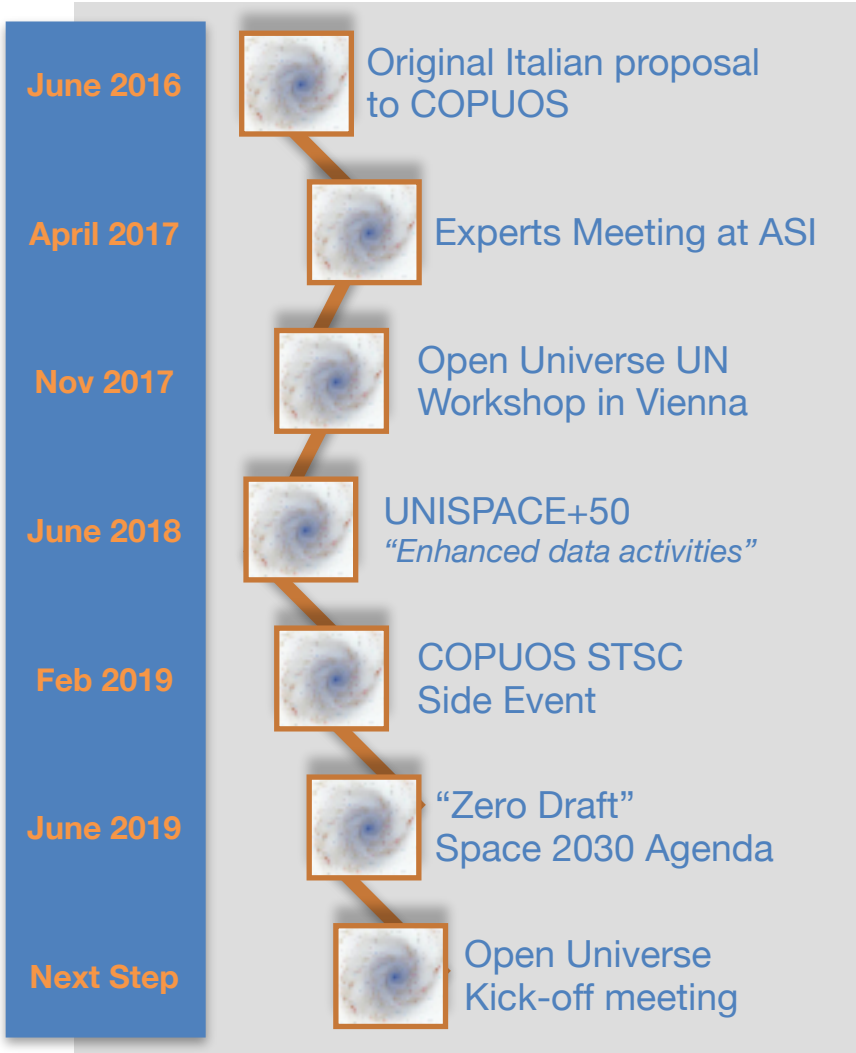 June 2016
Original Italian proposal
to COPUOS
April 2017
Experts Meeting at ASI
Nov 2017
Open Universe UN
Workshop in Vienna
June 2018
UNISPACE+50
“Enhanced data activities”
Feb 2019
COPUOS STSC
Side Event
June 2019
“Zero Draft”
Space 2030 Agenda
Next Step
Open Universe
Kick-off meeting